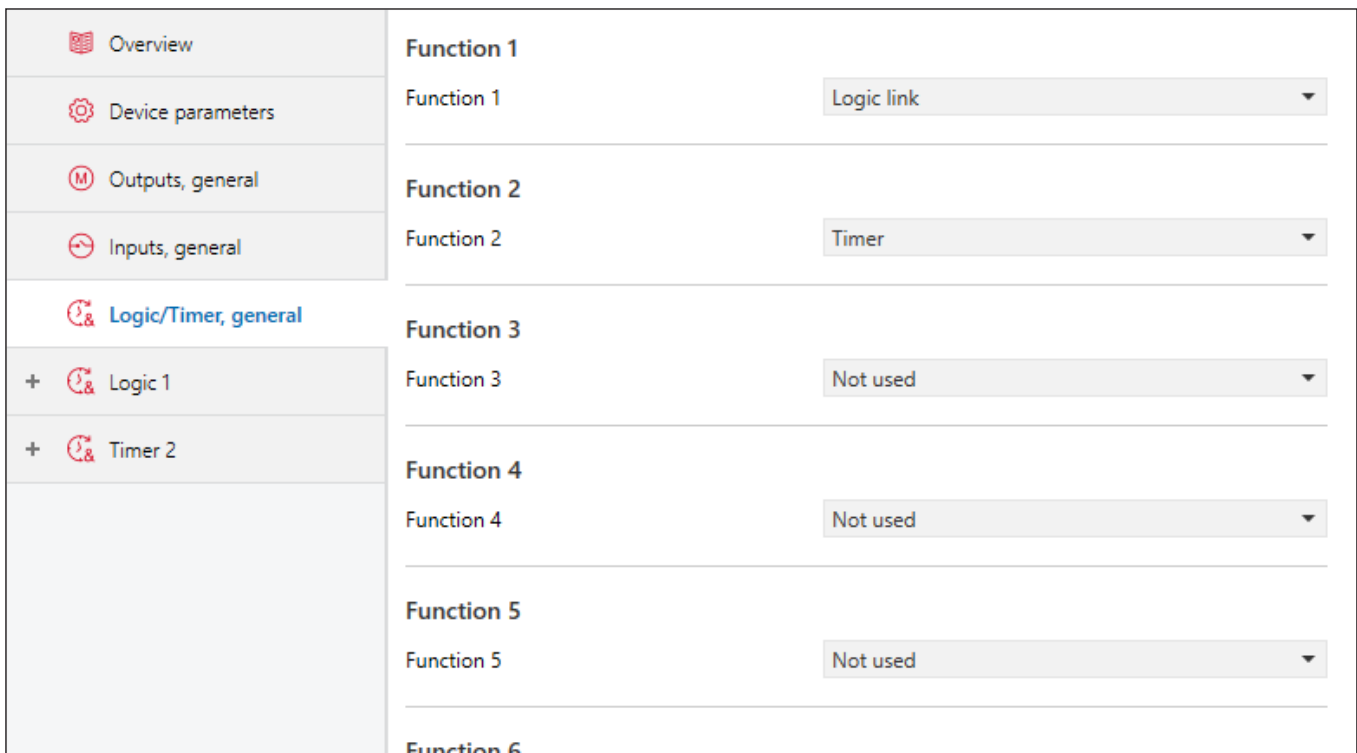 Overview
Device parameters
M Outputs, general
Inputs, general
& Logic/Timer, general
+ & Logic 1
+ & Timer 2
Function 1
Function 1 Logic link
Function 2
Function 2 Timer
Function 3
Function 3 Not used
Function 4
Function 4 Not used
Function 5
Function 5 Not used
Function 6